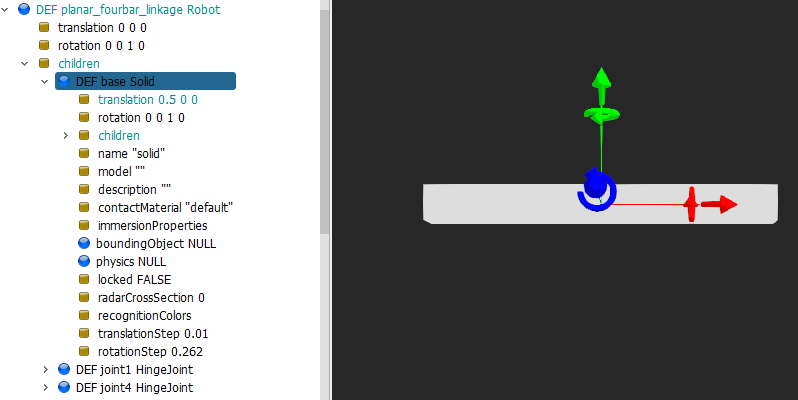 DEF planar_fourbar_linkage Robot
translation 0 0 0
rotation 0 0 1 0
children
DEF base Solid
translation 0.5 0 0
rotation 0 0 1 0
children
name "solid"
model ""
description ""
contactMaterial "default"
immersionProperties
boundingObject NULL
physics NULL
locked FALSE
radarCrossSection 0
recognitionColors
translationStep 0.01
rotationStep 0.262
DEF joint1 HingeJoint
DEF joint4 HingeJoint